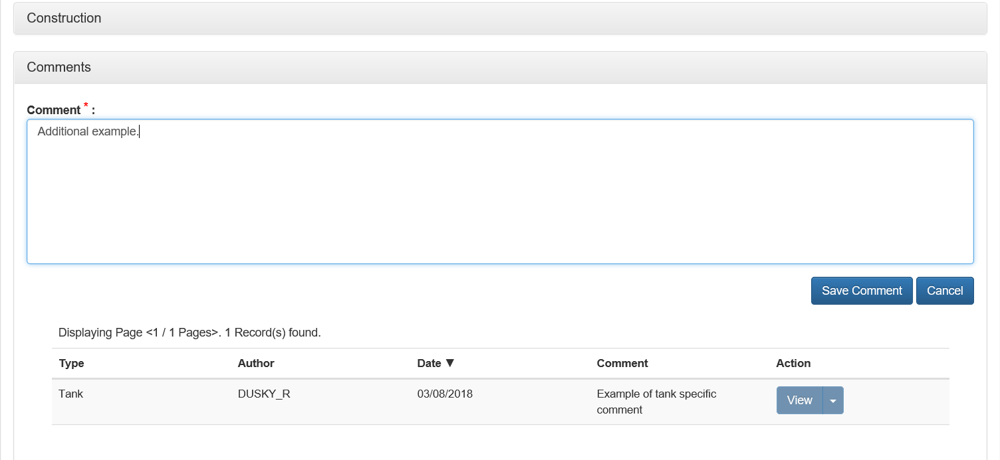 Construction
Comments
Comment * :
Additional example.
Save Comment Cancel
Displaying Page <1 / 1 Pages>. 1 Record(s) found.
Type Author Date ▼ Comment Action
Tank DUSKY_R 03/08/2018 Example of tank specific View
comment